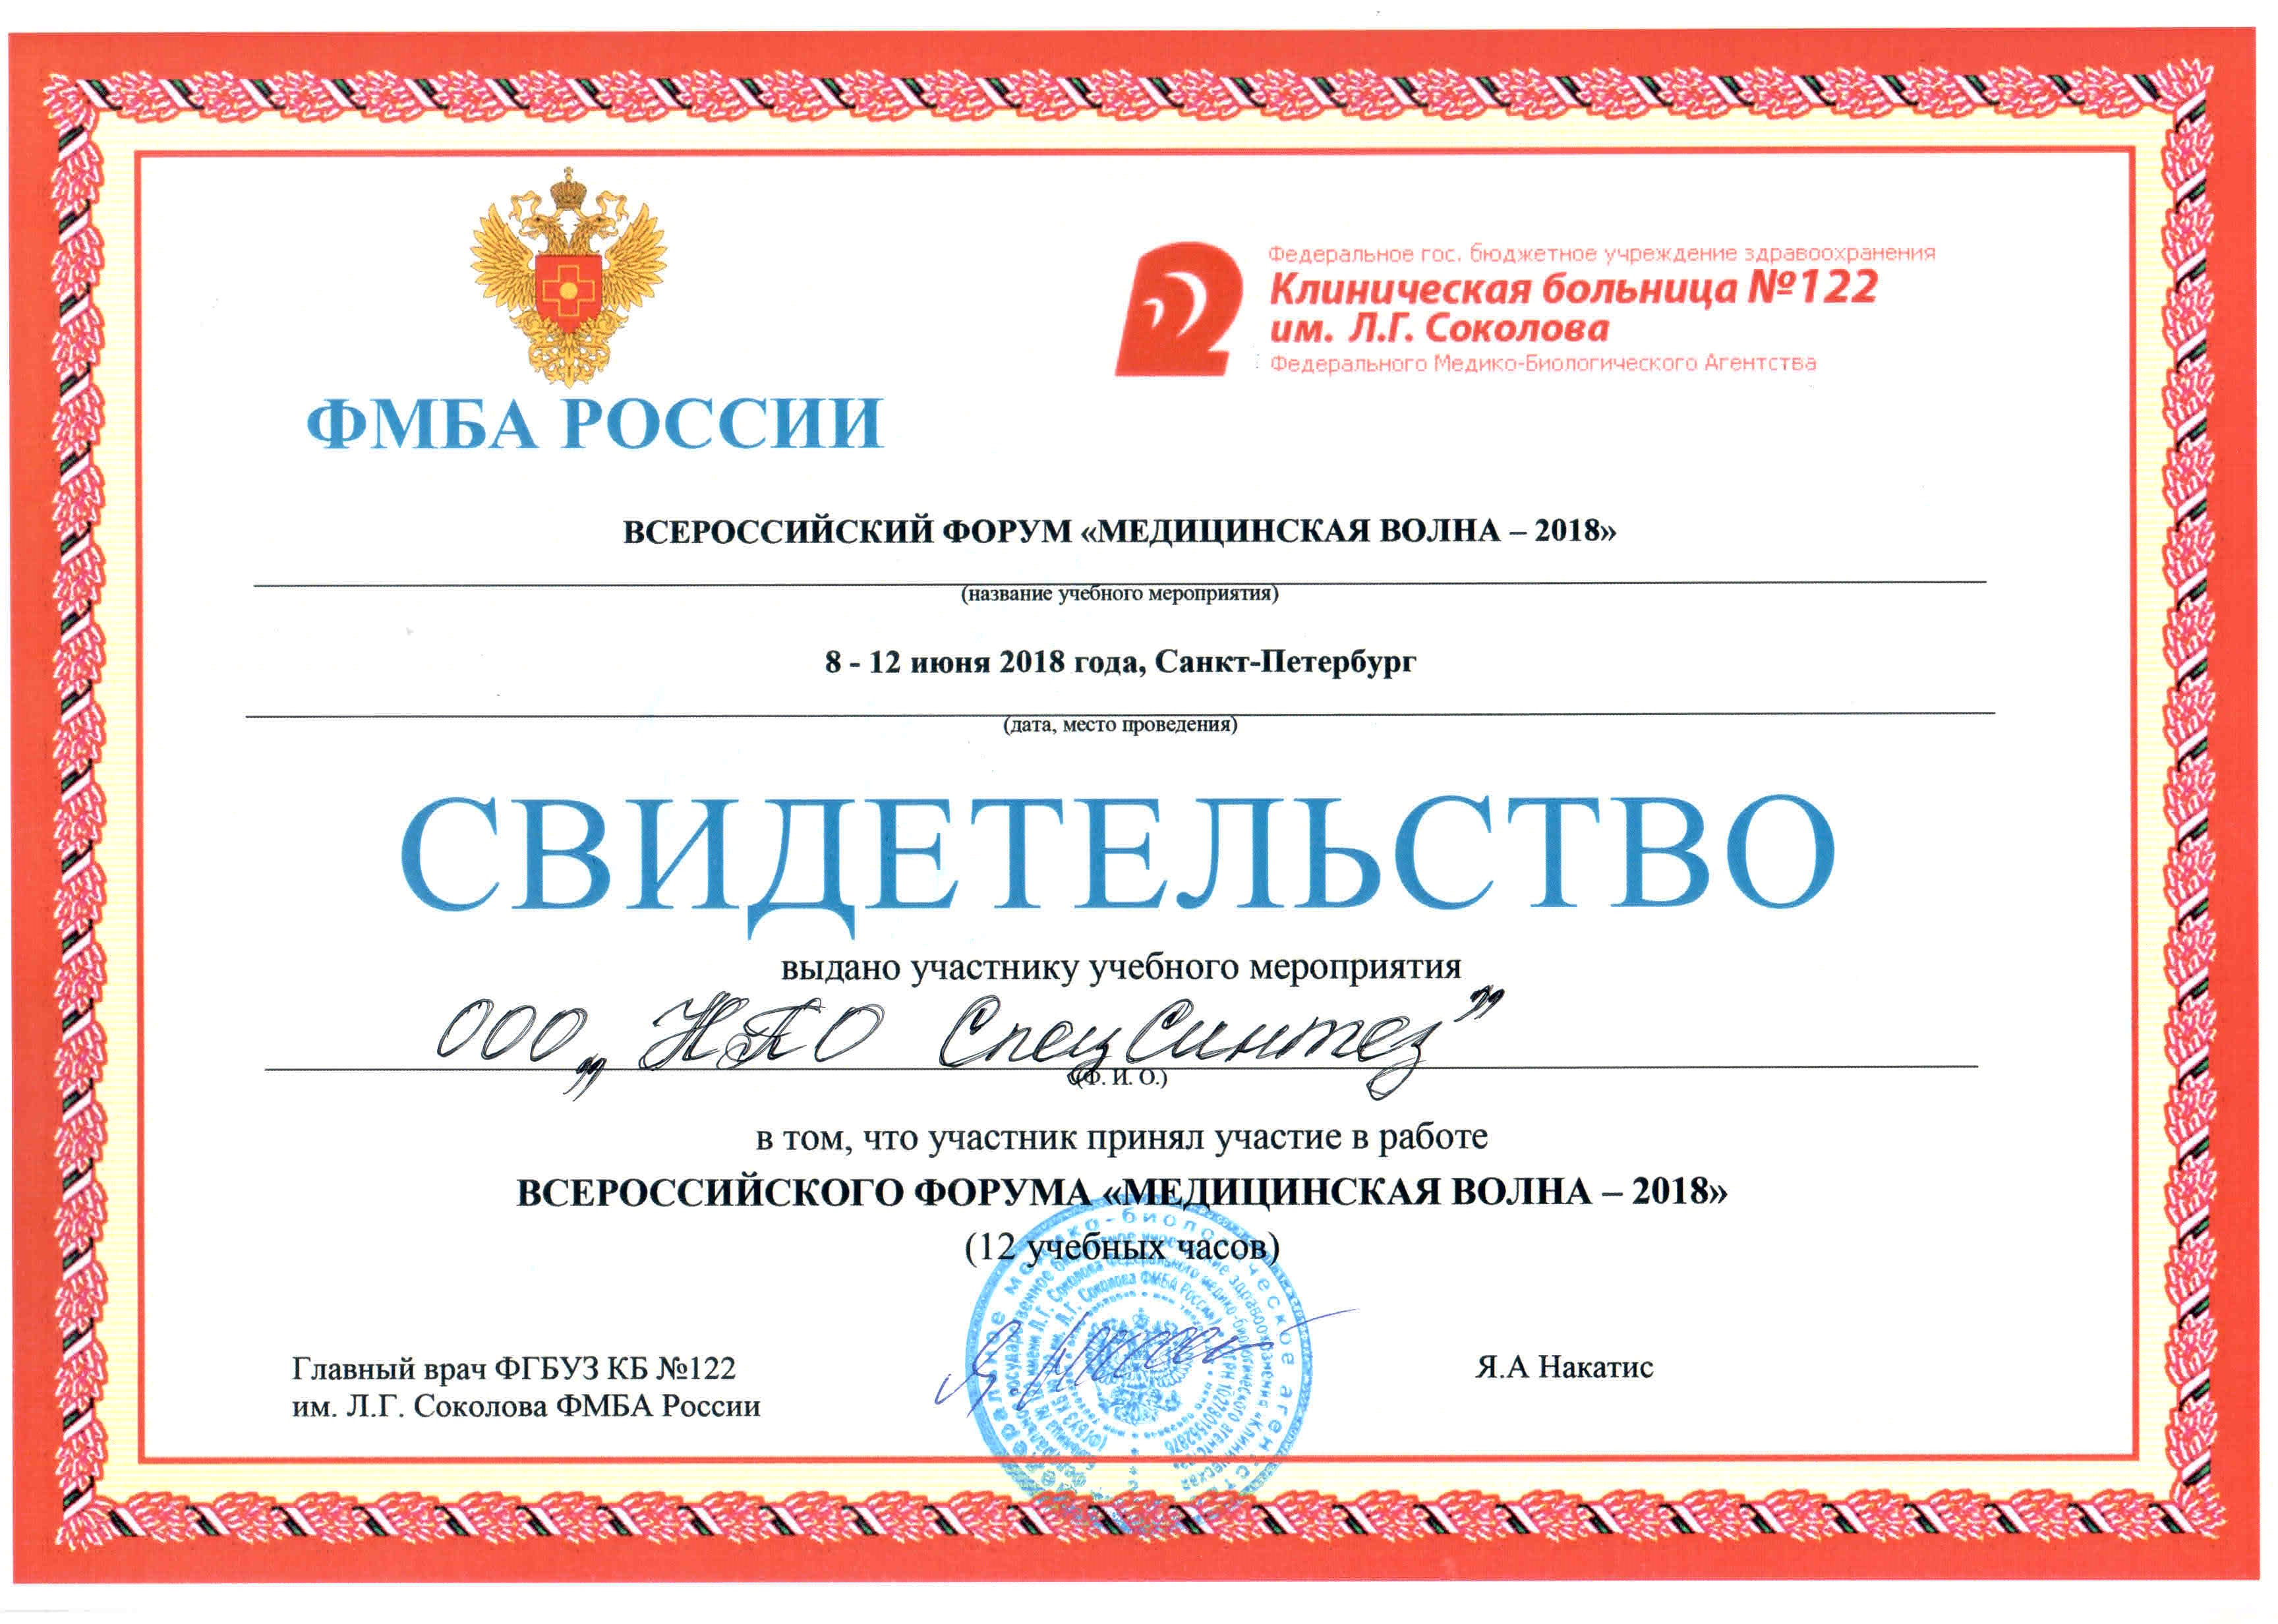 ФМБА РОССИИ
Федеральное гос. бюджетное учреждение здравоохранения
Клиническая больница №122
им. Л.Г. Соколова
Федерального Медико-Биологического Агентства
ВСЕРОССИЙСКИЙ ФОРУМ «МЕДИЦИНСКАЯ ВОЛНА – 2018»
(название учебного мероприятия)
8 - 12 июня 2018 года, Санкт-Петербург
(дата, место проведения)
СВИДЕТЕЛЬСТВО
выдано участнику учебного мероприятия
ООО „НПО СпецСинтез”
(Ф. И. О.)
в том, что участник принял участие в работе
ВСЕРОССИЙСКОГО ФОРУМА «МЕДИЦИНСКАЯ ВОЛНА – 2018»
(12 учебных часов)
Главный врач ФГБУЗ КБ №122
им. Л.Г. Соколова ФМБА России
Я.А Накатис